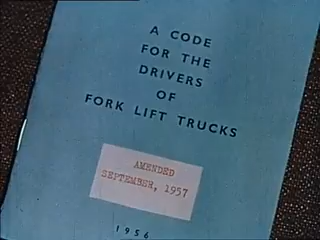 A CODE
FOR THE
DRIVERS
OF
FORK LIFT TRUCKS
AMENDED
SEPTEMBER, 1957
1956